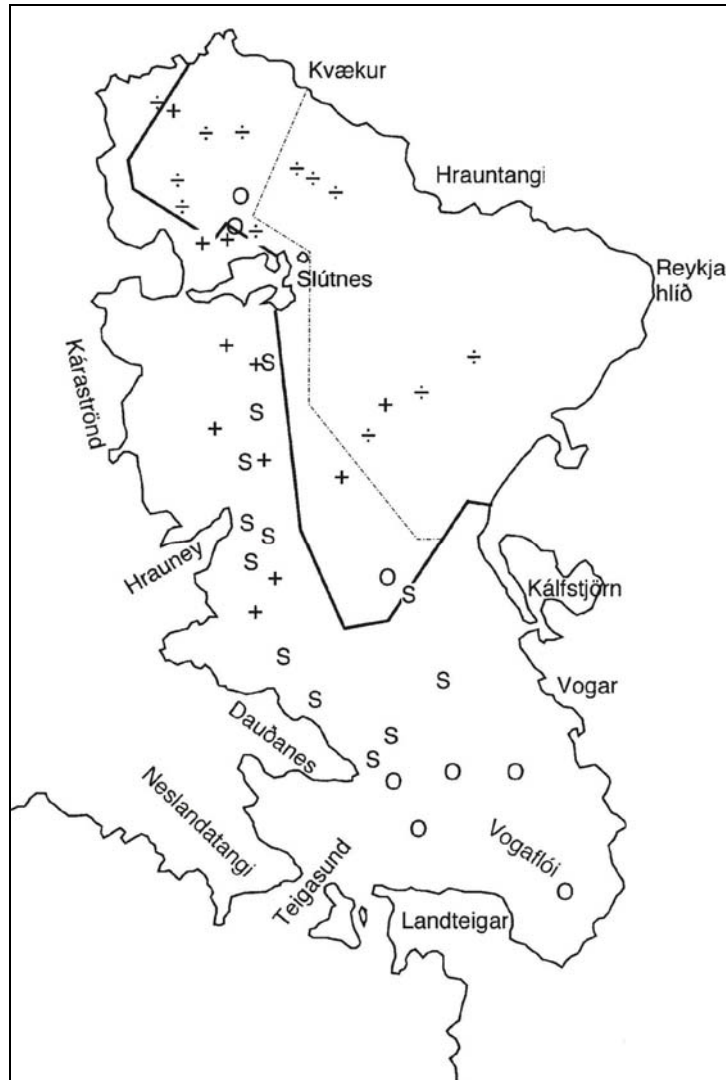 Kvækur
Hrauntangi
Reykja
hlíð
Slútnes
Káraströnd
Hrauney
Kálfstjörn
Vogar
Dauðanes
Neslandatangi
Vogaflói
Teigasund
Landteigar